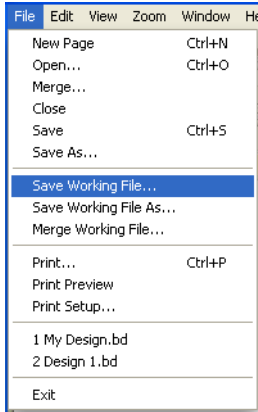 File Edit View Zoom Window He
New Page Ctrl+N
Open... Ctrl+O
Merge...
Close
Save Ctrl+S
Save As...
Save Working File...
Save Working File As...
Merge Working File...
Print... Ctrl+P
Print Preview
Print Setup...
1 My Design.bd
2 Design 1.bd
Exit